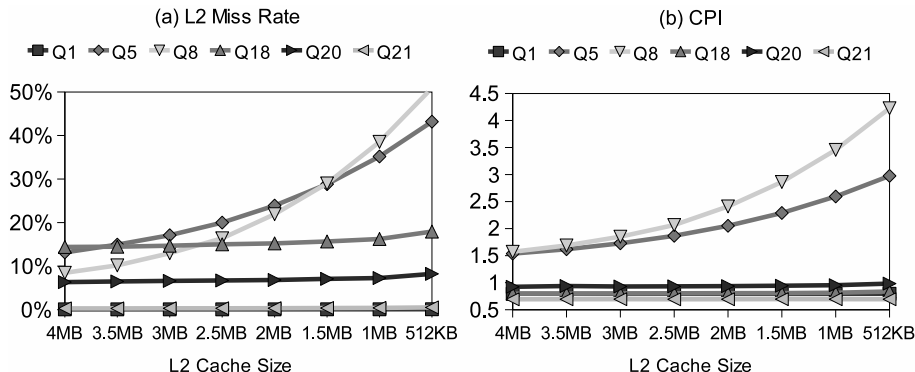 (a) L2 Miss Rate
Q1 Q5 Q8 Q18 Q20 Q21
50%
40%
30%
20%
10%
0%
4MB 3.5MB 3MB 2.5MB 2MB 1.5MB 1MB 512KB
L2 Cache Size
(b) CPI
Q1 Q5 Q8 Q18 Q20 Q21
4.5
4
3.5
3
2.5
2
1.5
1
0.5
4MB 3.5MB 3MB 2.5MB 2MB 1.5MB 1MB 512KB
L2 Cache Size